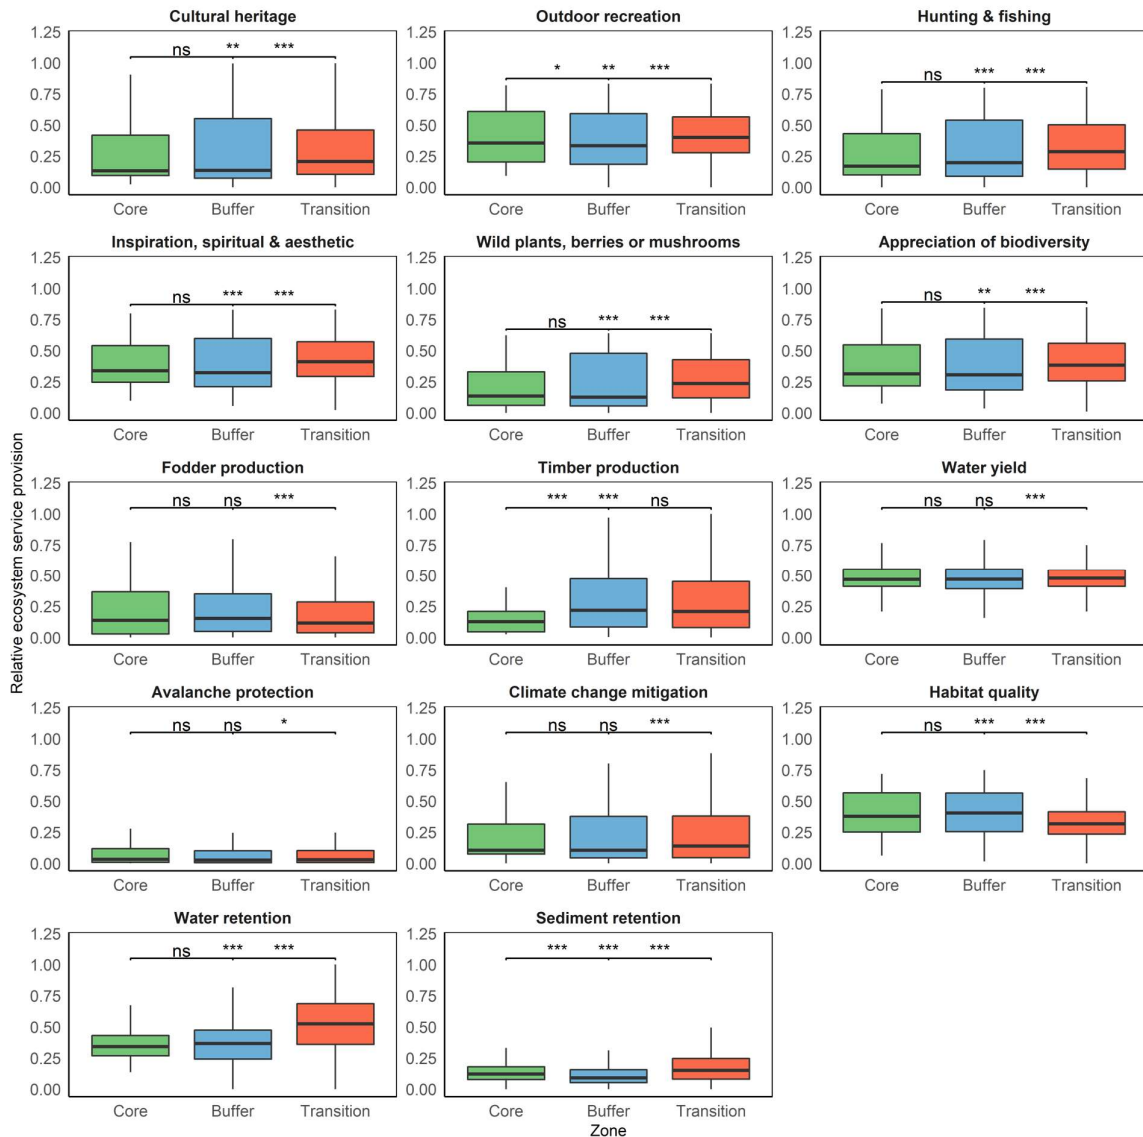 Cultural heritage
1.25
1.00
0.75
0.50
0.25
0.00
ns ** ***
Core Buffer Transition
Outdoor recreation
1.25
1.00
0.75
0.50
0.25
0.00
* ** ***
Core Buffer Transition
Hunting & fishing
1.25
1.00
0.75
0.50
0.25
0.00
ns *** ***
Core Buffer Transition
Inspiration, spiritual & aesthetic
1.25
1.00
0.75
0.50
0.25
0.00
ns *** ***
Core Buffer Transition
Wild plants, berries or mushrooms
1.25
1.00
0.75
0.50
0.25
0.00
ns *** ***
Core Buffer Transition
Appreciation of biodiversity
1.25
1.00
0.75
0.50
0.25
0.00
ns ** ***
Core Buffer Transition
Relative ecosystem service provision
Fodder production
1.25
1.00
0.75
0.50
0.25
0.00
ns ns ***
Core Buffer Transition
Timber production
1.25
1.00
0.75
0.50
0.25
0.00
*** *** ns
Core Buffer Transition
Water yield
1.25
1.00
0.75
0.50
0.25
0.00
ns ns ***
Core Buffer Transition
Avalanche protection
1.25
1.00
0.75
0.50
0.25
0.00
ns ns *
Core Buffer Transition
Climate change mitigation
1.25
1.00
0.75
0.50
0.25
0.00
ns ns ***
Core Buffer Transition
Habitat quality
1.25
1.00
0.75
0.50
0.25
0.00
ns *** ***
Core Buffer Transition
Water retention
1.25
1.00
0.75
0.50
0.25
0.00
ns *** ***
Core Buffer Transition
Sediment retention
1.25
1.00
0.75
0.50
0.25
0.00
*** *** ***
Core Buffer Transition
Zone